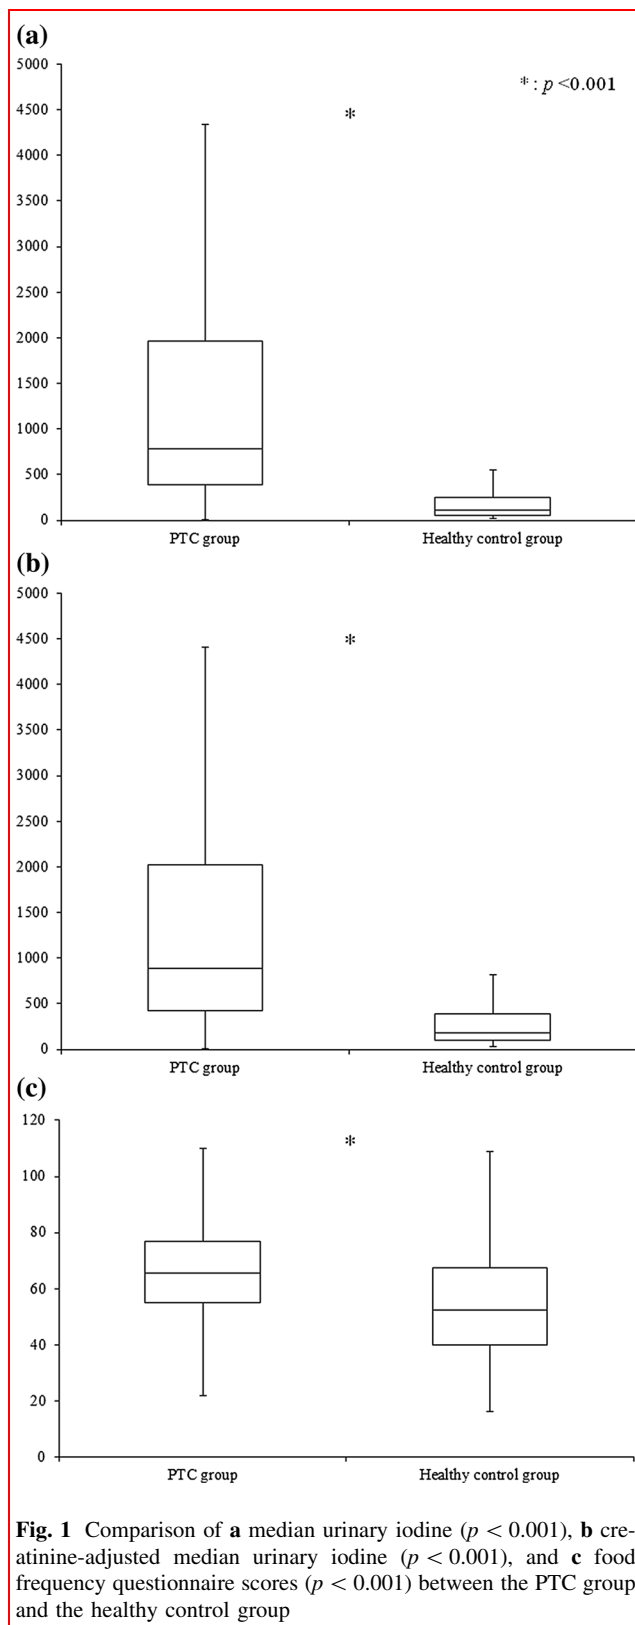 (a)
5000
* : p <0.001
4500
*
4000
3500
3000
2500
2000
1500
1000
500
0
PTC group Healthy control group
(b)
5000
4500
*
4000
3500
3000
2500
2000
1500
1000
500
0
PTC group Healthy control group
(c)
120
*
100
80
60
40
20
0
PTC group Healthy control group
Fig. 1 Comparison of a median urinary iodine (p < 0.001), b cre-
atinine-adjusted median urinary iodine (p < 0.001), and c food
frequency questionnaire scores (p < 0.001) between the PTC group
and the healthy control group